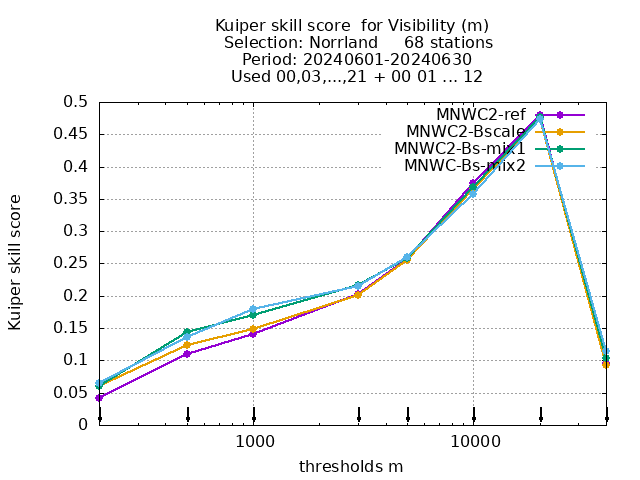 Kuiper skill score  for Visibility (m)
Selection: Norrland     68 stations
Period: 20240601-20240630
Used 00,03,...,21 + 00 01 ... 12
MNWC2-ref
MNWC2-Bscale
MNWC2-Bs-mix1
MNWC-Bs-mix2
0.5
0.45
0.4
0.35
0.3
0.25
0.2
0.15
0.1
0.05
0
Kuiper skill score
1000 10000
thresholds m